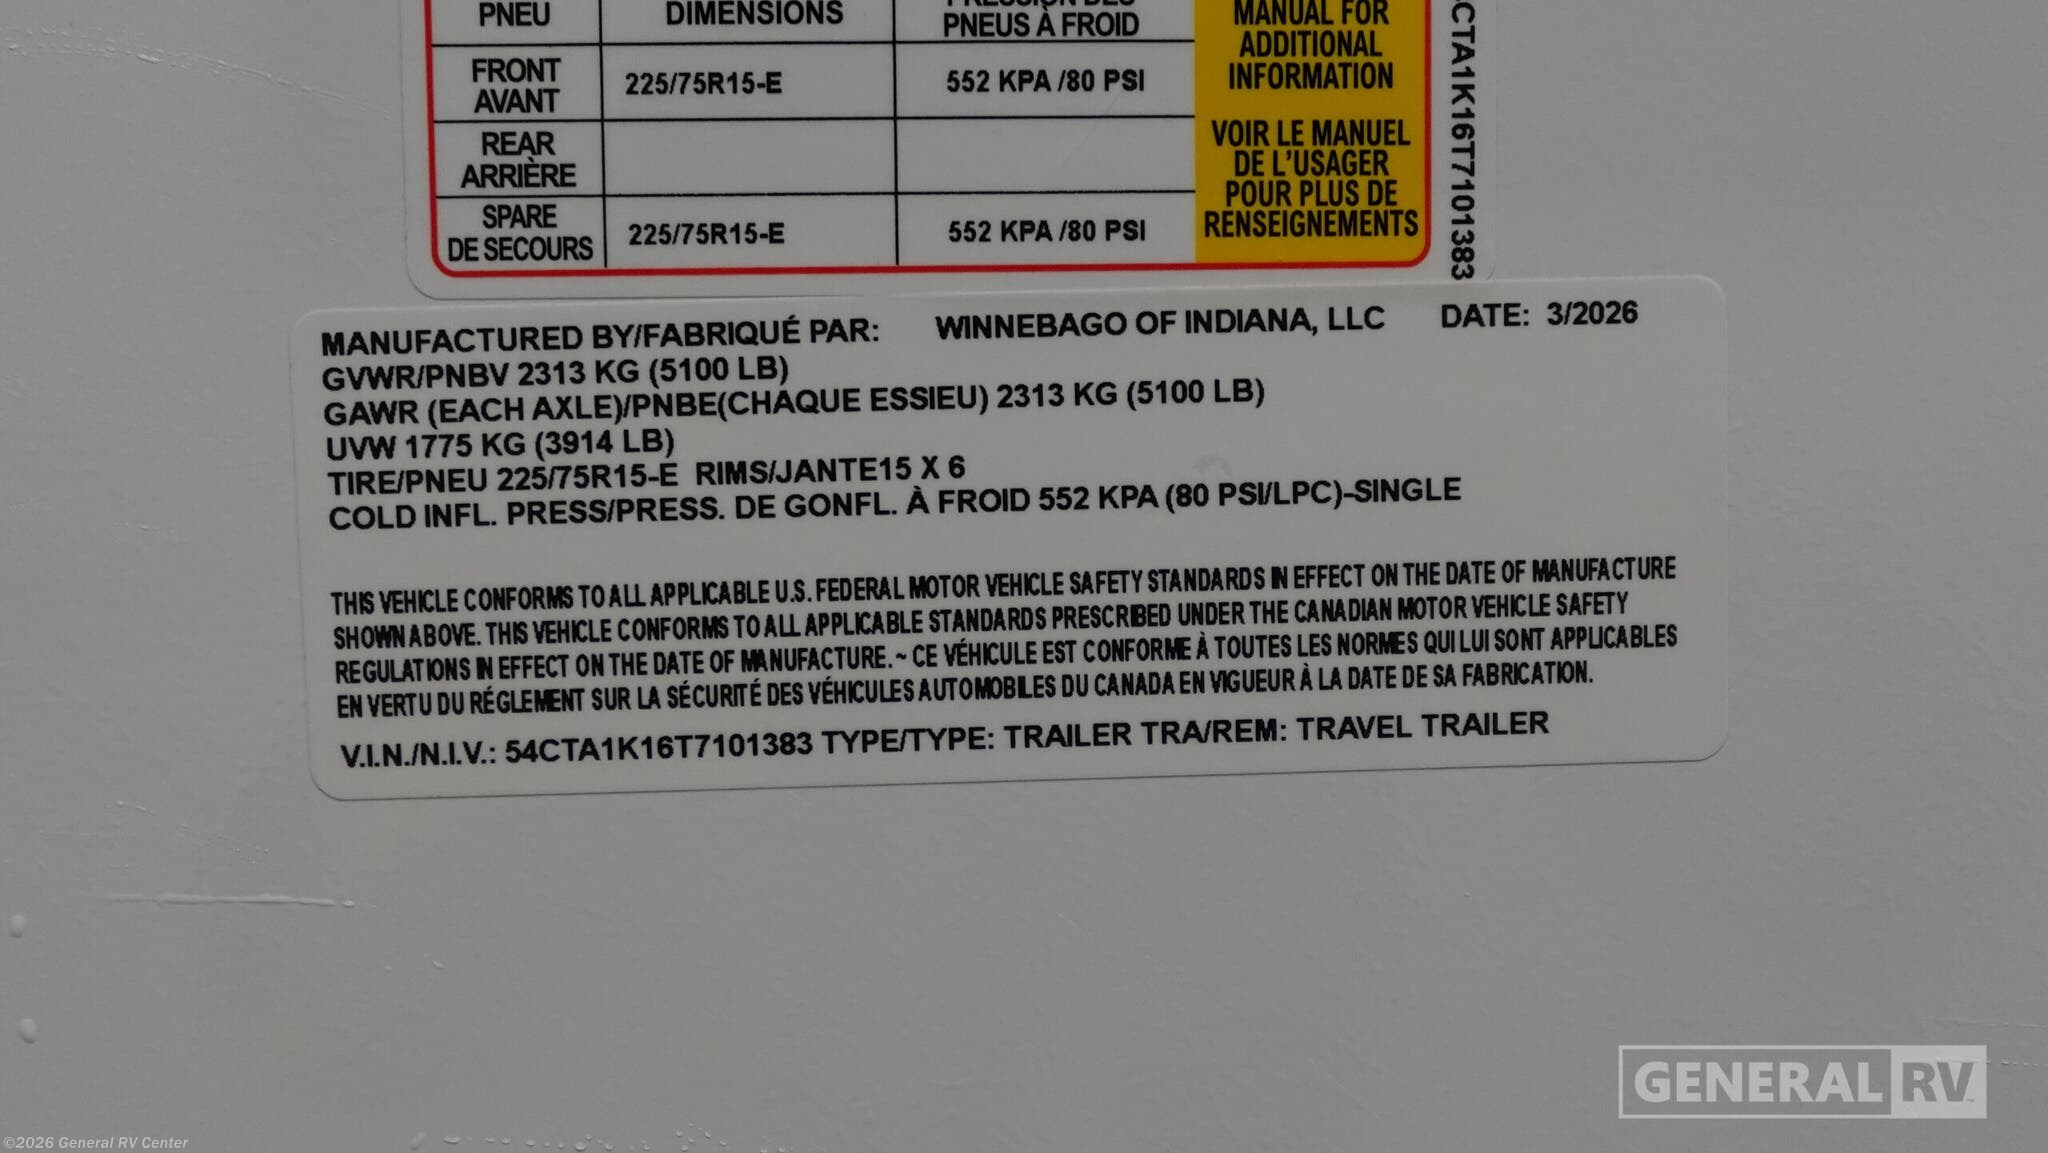 PNEU DIMENSIONS PRESSION DES
PNEUS À FROID
FRONT
AVANT 225/75R15-E 552 KPA /80 PSI
REAR
ARRIÈRE
SPARE
DE SECOURS 225/75R15-E 552 KPA /80 PSI
MANUAL FOR
ADDITIONAL
INFORMATION
VOIR LE MANUEL
DE L'USAGER
POUR PLUS DE
RENSEIGNEMENTS
CTA1K16T7101383
MANUFACTURED BY/FABRIQUÉ PAR: WINNEBAGO OF INDIANA, LLC DATE: 3/2026
GVWR/PNBV 2313 KG (5100 LB)
GAWR (EACH AXLE)/PNBE(CHAQUE ESSIEU) 2313 KG (5100 LB)
UVW 1775 KG (3914 LB)
TIRE/PNEU 225/75R15-E RIMS/JANTE15 X 6
COLD INFL. PRESS/PRESS. DE GONFL. À FROID 552 KPA (80 PSI/LPC)-SINGLE
THIS VEHICLE CONFORMS TO ALL APPLICABLE U.S. FEDERAL MOTOR VEHICLE SAFETY STANDARDS IN EFFECT ON THE DATE OF MANUFACTURE
SHOWN ABOVE. THIS VEHICLE CONFORMS TO ALL APPLICABLE STANDARDS PRESCRIBED UNDER THE CANADIAN MOTOR VEHICLE SAFETY
REGULATIONS IN EFFECT ON THE DATE OF MANUFACTURE.~ CE VÉHICULE EST CONFORME À TOUTES LES NORMES QUI LUI SONT APPLICABLES
EN VERTU DU RÉGLEMENT SUR LA SÉCURITÉ DES VÉHICULES AUTOMOBILES DU CANADA EN VIGUEUR À LA DATE DE SA FABRICATION.
V.I.N./N.I.V.: 54CTA1K16T7101383 TYPE/TYPE: TRAILER TRA/REM: TRAVEL TRAILER
GENERAL RV
©2026 General RV Center